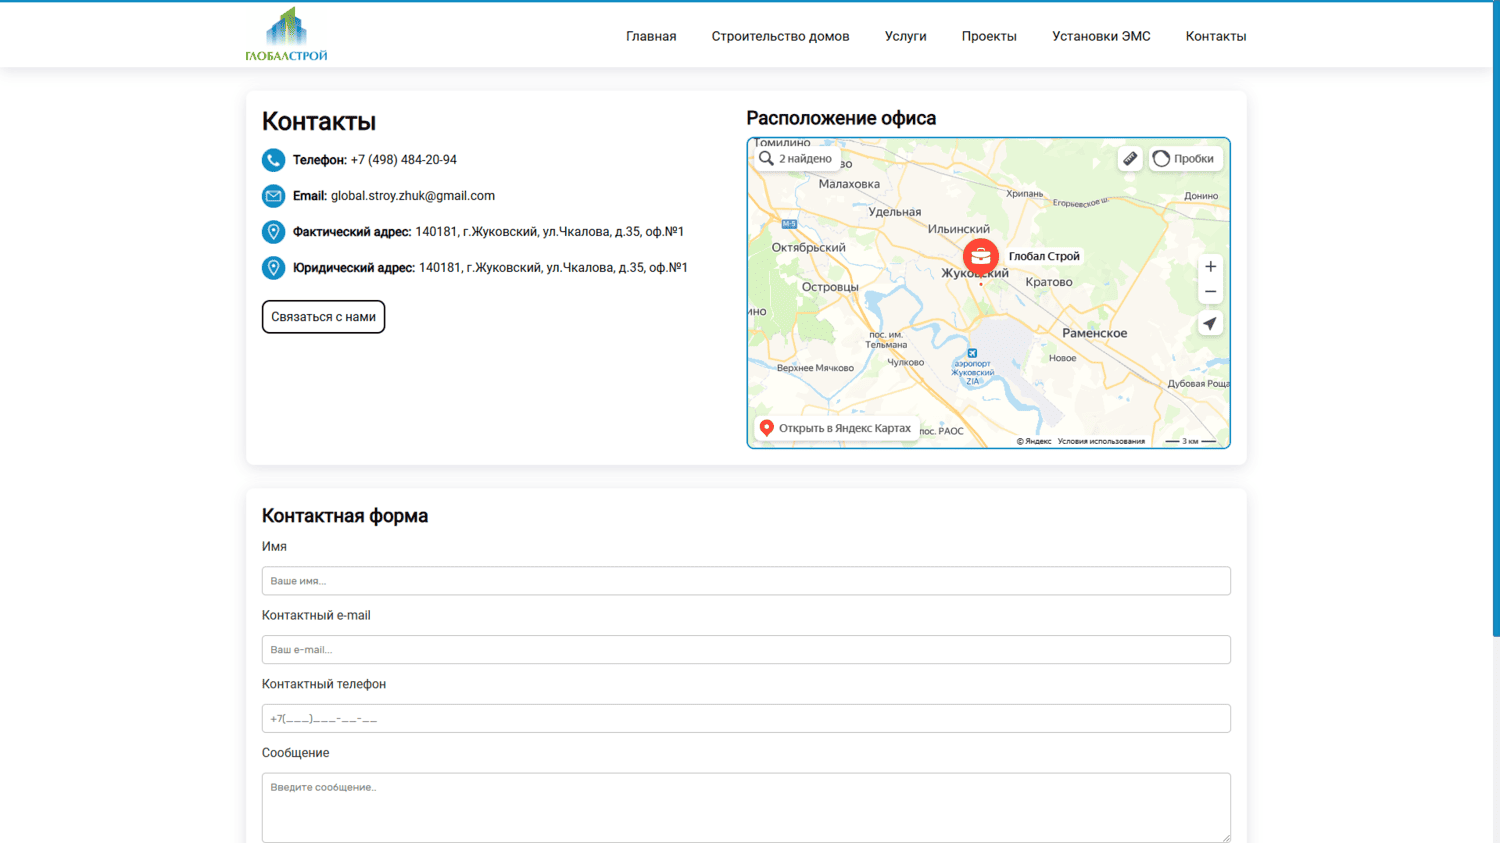 ГЛОБАЛСТРОЙ
Главная
Строительство домов
Услуги
Проекты
Установки ЭМС
Контакты
Контакты
Телефон: +7 (498) 484-20-94
Email: global.stroy.zhuk@gmail.com
Фактический адрес: 140181, г.Жуковский, ул.Чкалова, д.35, оф.№1
Юридический адрес: 140181, г.Жуковский, ул.Чкалова, д.35, оф.№1
Связаться с нами
Расположение офиса
Томилино
2 найдено
во
Пробки
Малаховка
Хрипань
Егорьевское ш.
Донино
Удельная
М-5
Ильинский
Октябрьский
Глобал Строй
Жуковский
Кратово
Островцы
ино
пос. им.
Тельмана
Раменское
Чулково
Новое
Верхнее Мячково
аэропорт
Жуковский
ZIA
Дубовая Роща
Открыть в Яндекс Картах
пос. РАОС
© Яндекс Условия использования
3 км
Контактная форма
Имя
Ваше имя...
Контактный e-mail
Ваш e-mail...
Контактный телефон
+7(___)___-__-__
Сообщение
Введите сообщение..